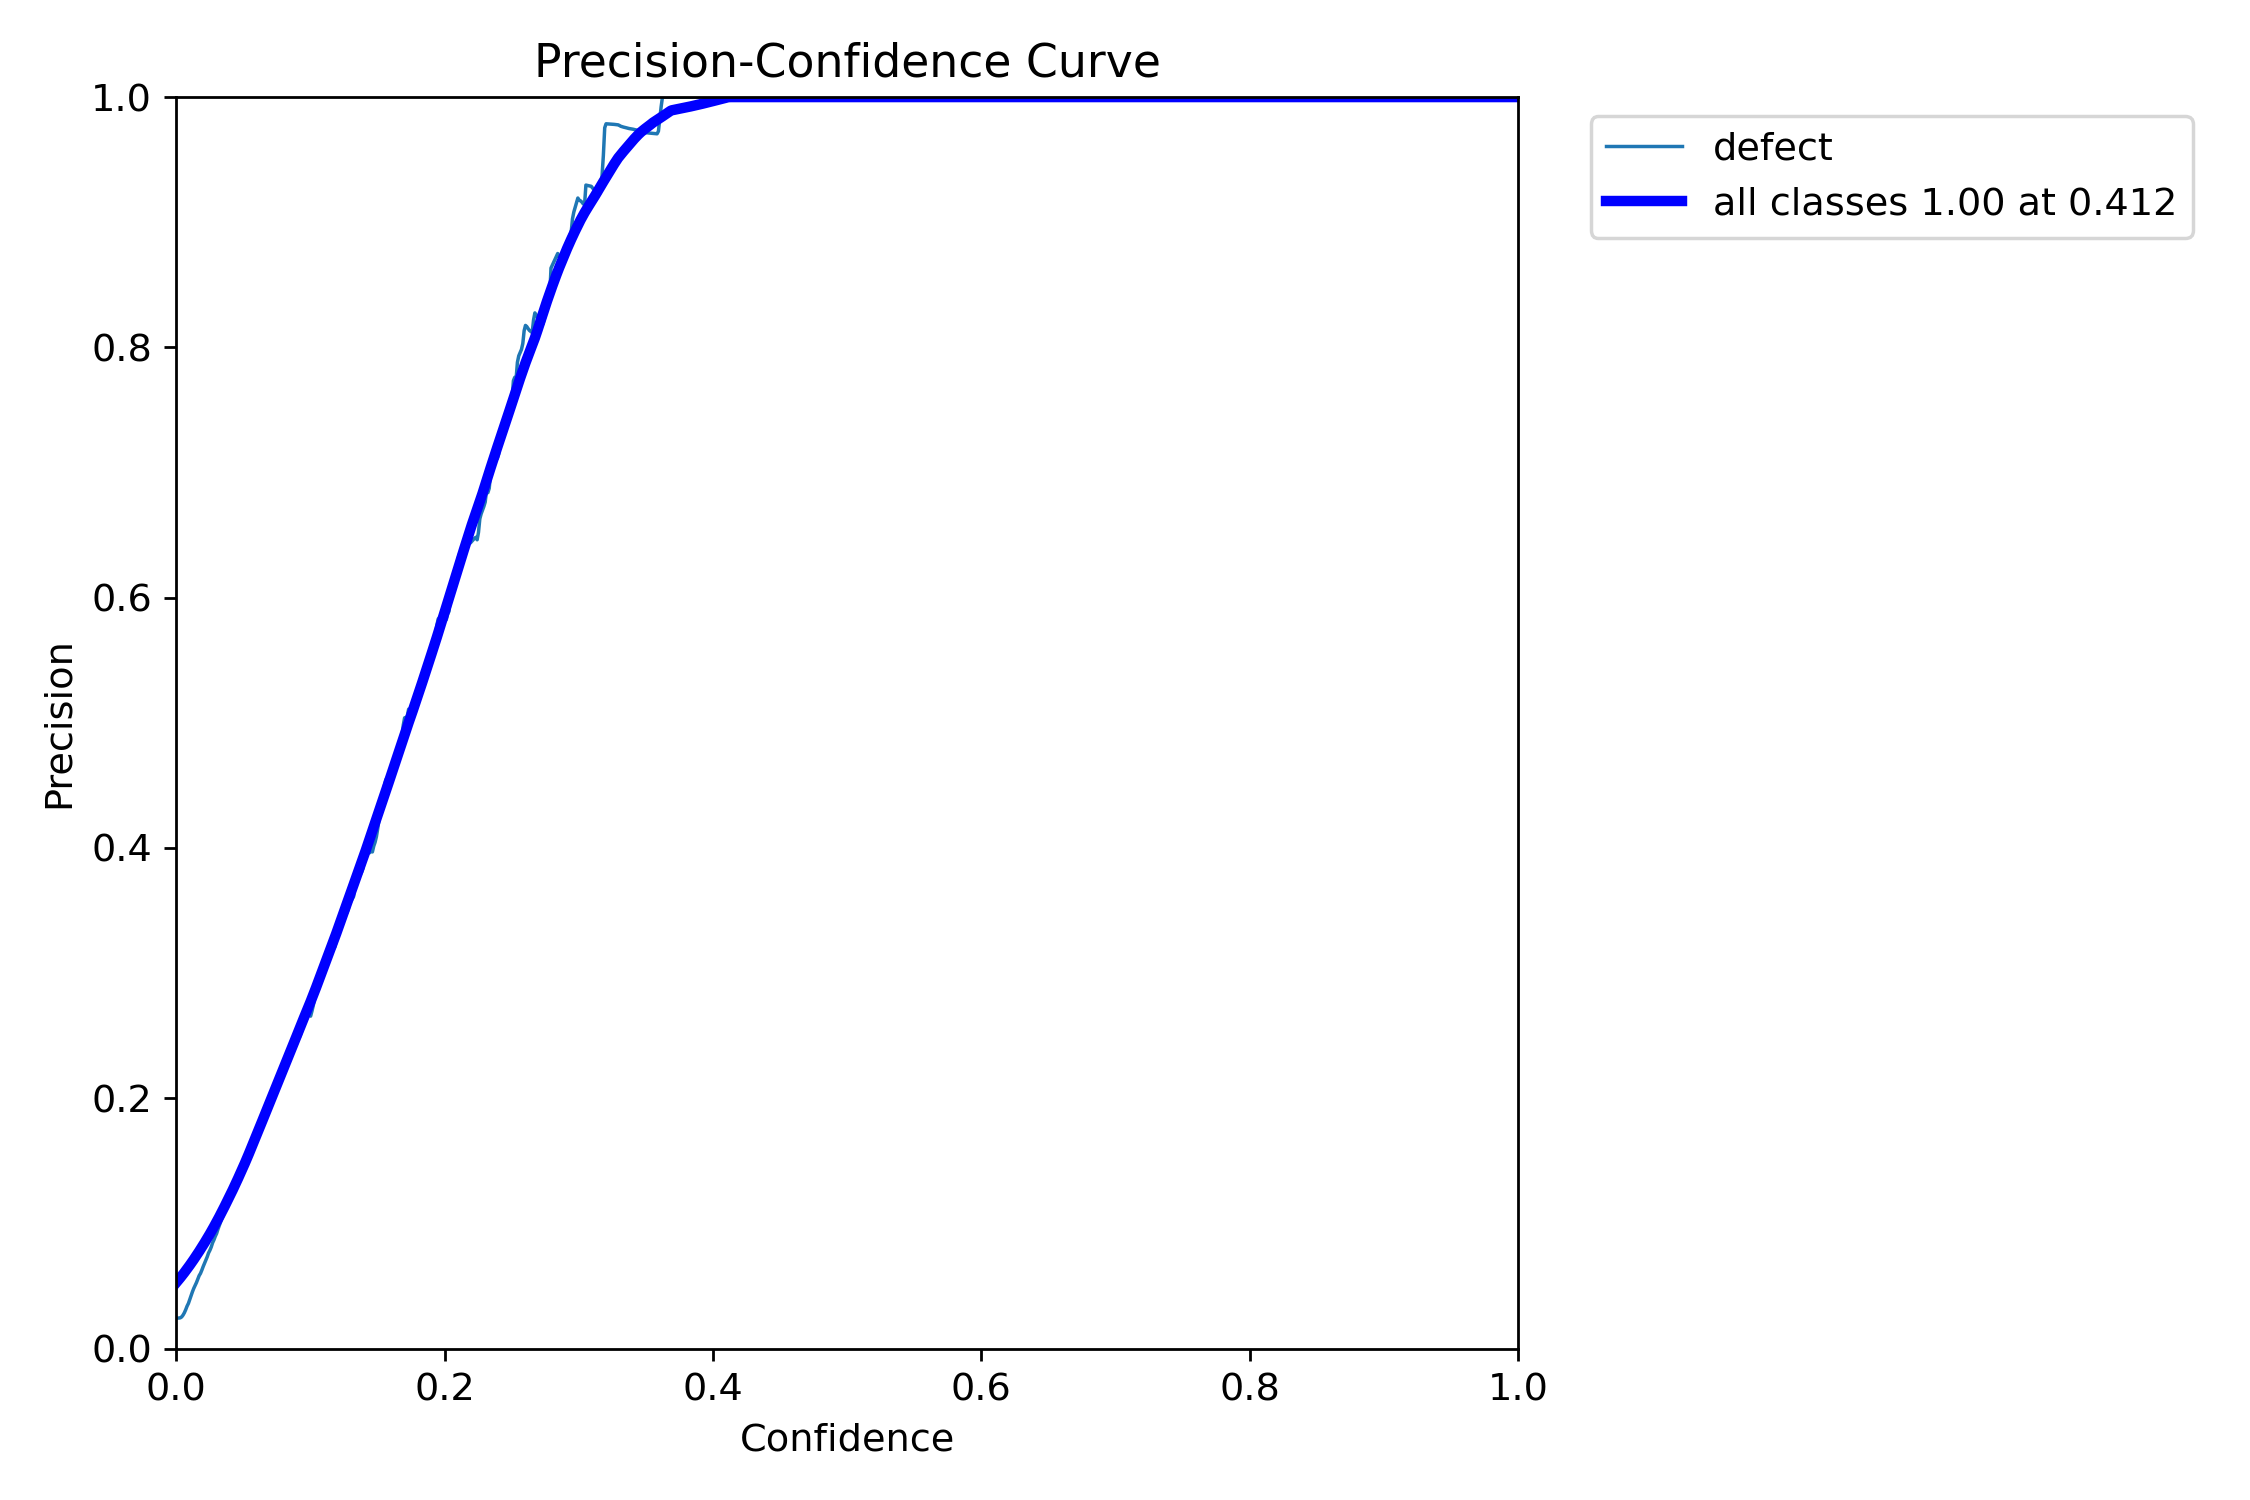 Precision-Confidence Curve
1.0
0.8
0.6
0.4
0.2
0.0
Precision
0.0 0.2 0.4 0.6 0.8 1.0
Confidence
defect
all classes 1.00 at 0.412